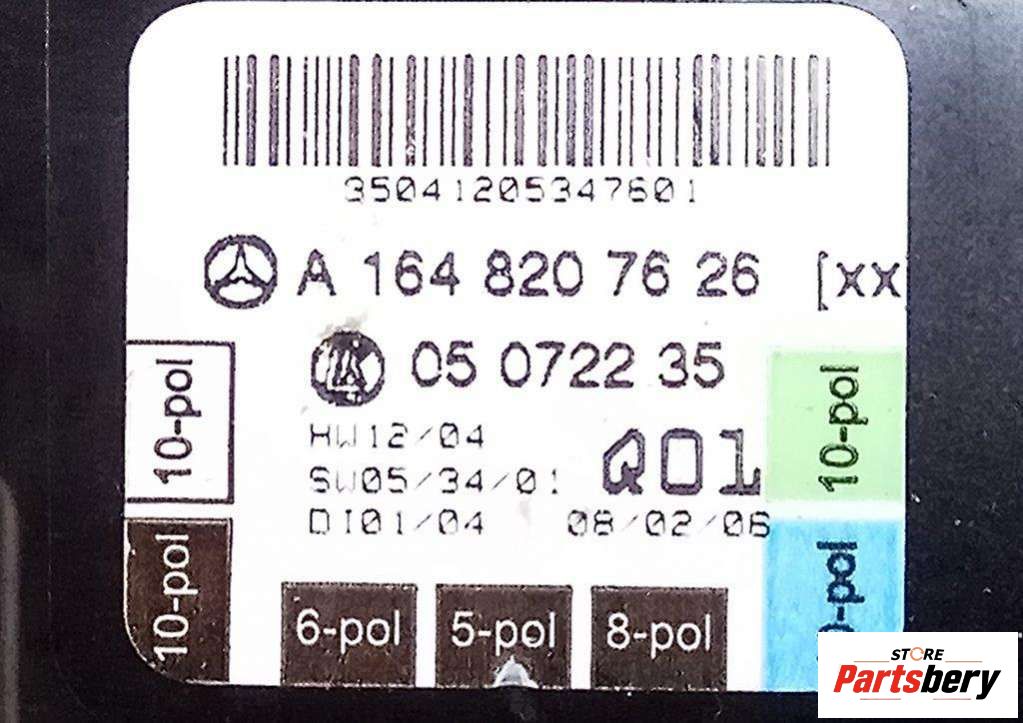 35041205347601
A 164 820 76 26 [xx
05 0722 35
HW12/04
SW05/34/01 Q01
DI01/04 08/02/06
10-pol
10-pol
6-pol 5-pol 8-pol
10-pol
STORE
Partsbery